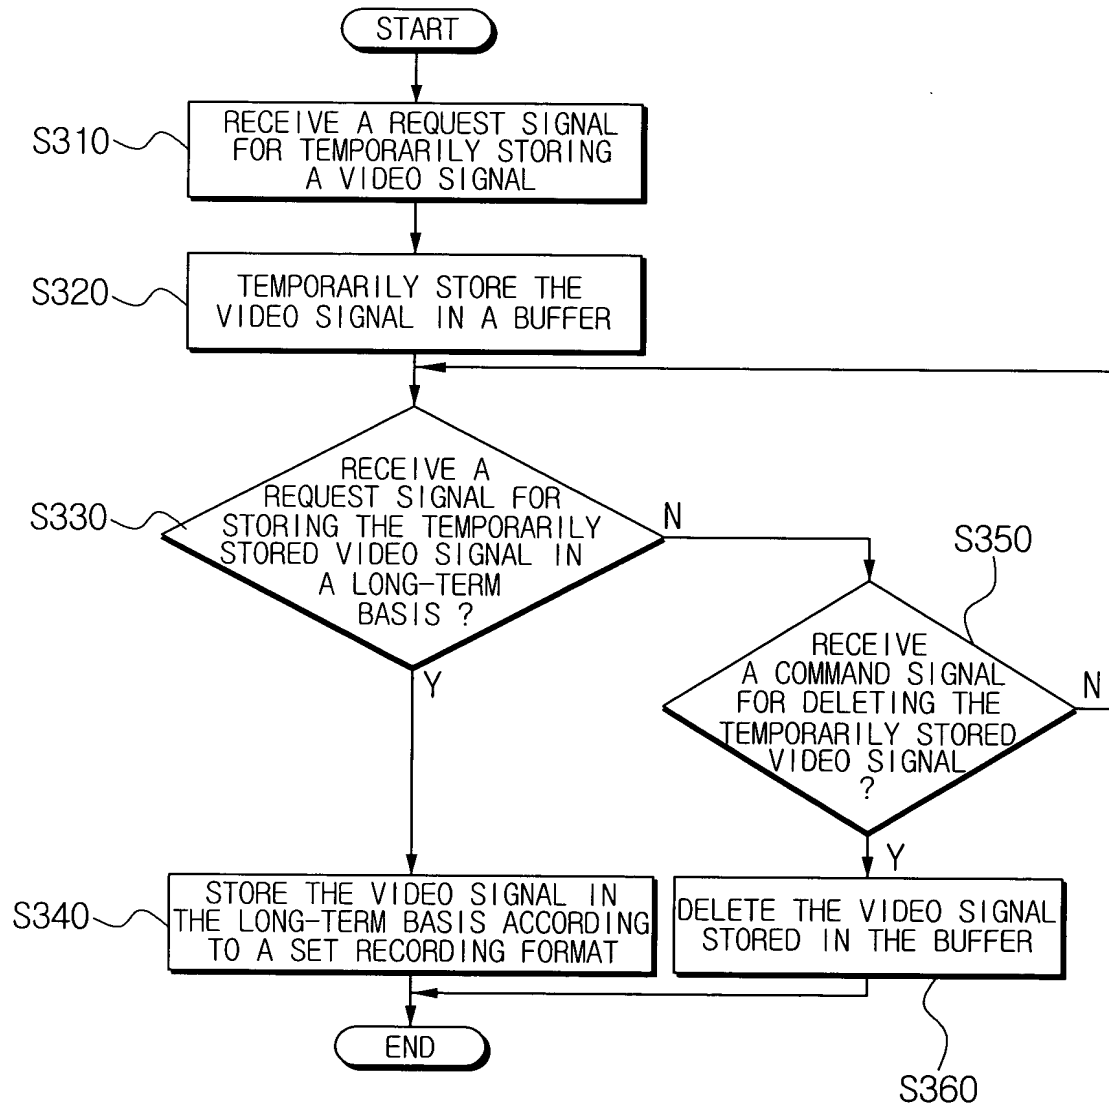 START
S310
RECEIVE A REQUEST SIGNAL
FOR TEMPORARILY STORING
A VIDEO SIGNAL
S320
TEMPORARILY STORE THE
VIDEO SIGNAL IN A BUFFER
S330
RECEIVE A
REQUEST SIGNAL FOR
STORING THE TEMPORARILY
STORED VIDEO SIGNAL IN
A LONG-TERM
BASIS ?
N
Y
S350
RECEIVE
A COMMAND SIGNAL
FOR DELETING THE
TEMPORARILY STORED
VIDEO SIGNAL
?
N
Y
S340
STORE THE VIDEO SIGNAL IN
THE LONG-TERM BASIS ACCORDING
TO A SET RECORDING FORMAT
DELETE THE VIDEO SIGNAL
STORED IN THE BUFFER
S360
END